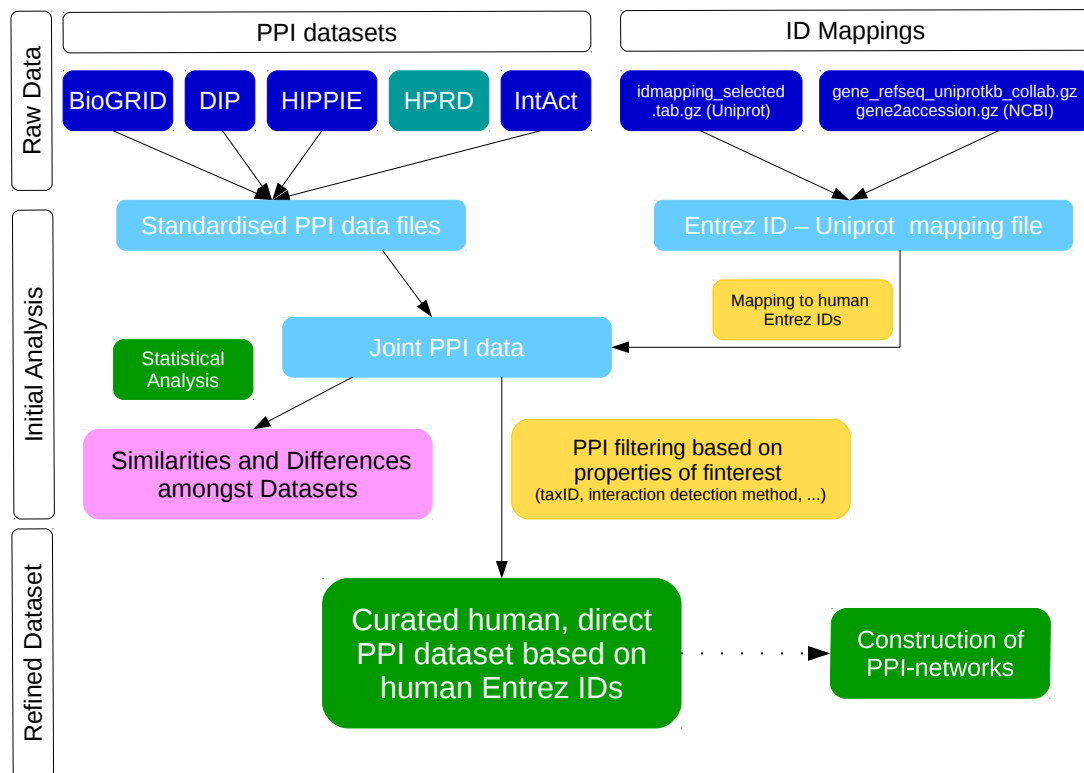 PPI datasets
ID Mappings
Raw Data
BioGRID
DIP
HIPPIE
HPRD
IntAct
idmapping_selected
.tab.gz (Uniprot)
gene_refseq_uniprotkb_collab.gz
gene2accession.gz (NCBI)
Initial Analysis
Standardised PPI data files
Entrez ID – Uniprot mapping file
Mapping to human
Entrez IDs
Joint PPI data
Statistical
Analysis
Similarities and Differences
amongst Datasets
PPI filtering based on
properties of finterest
(taxID, interaction detection method, ...)
Refined Dataset
Curated human, direct
PPI dataset based on
human Entrez IDs
Construction of
PPI-networks